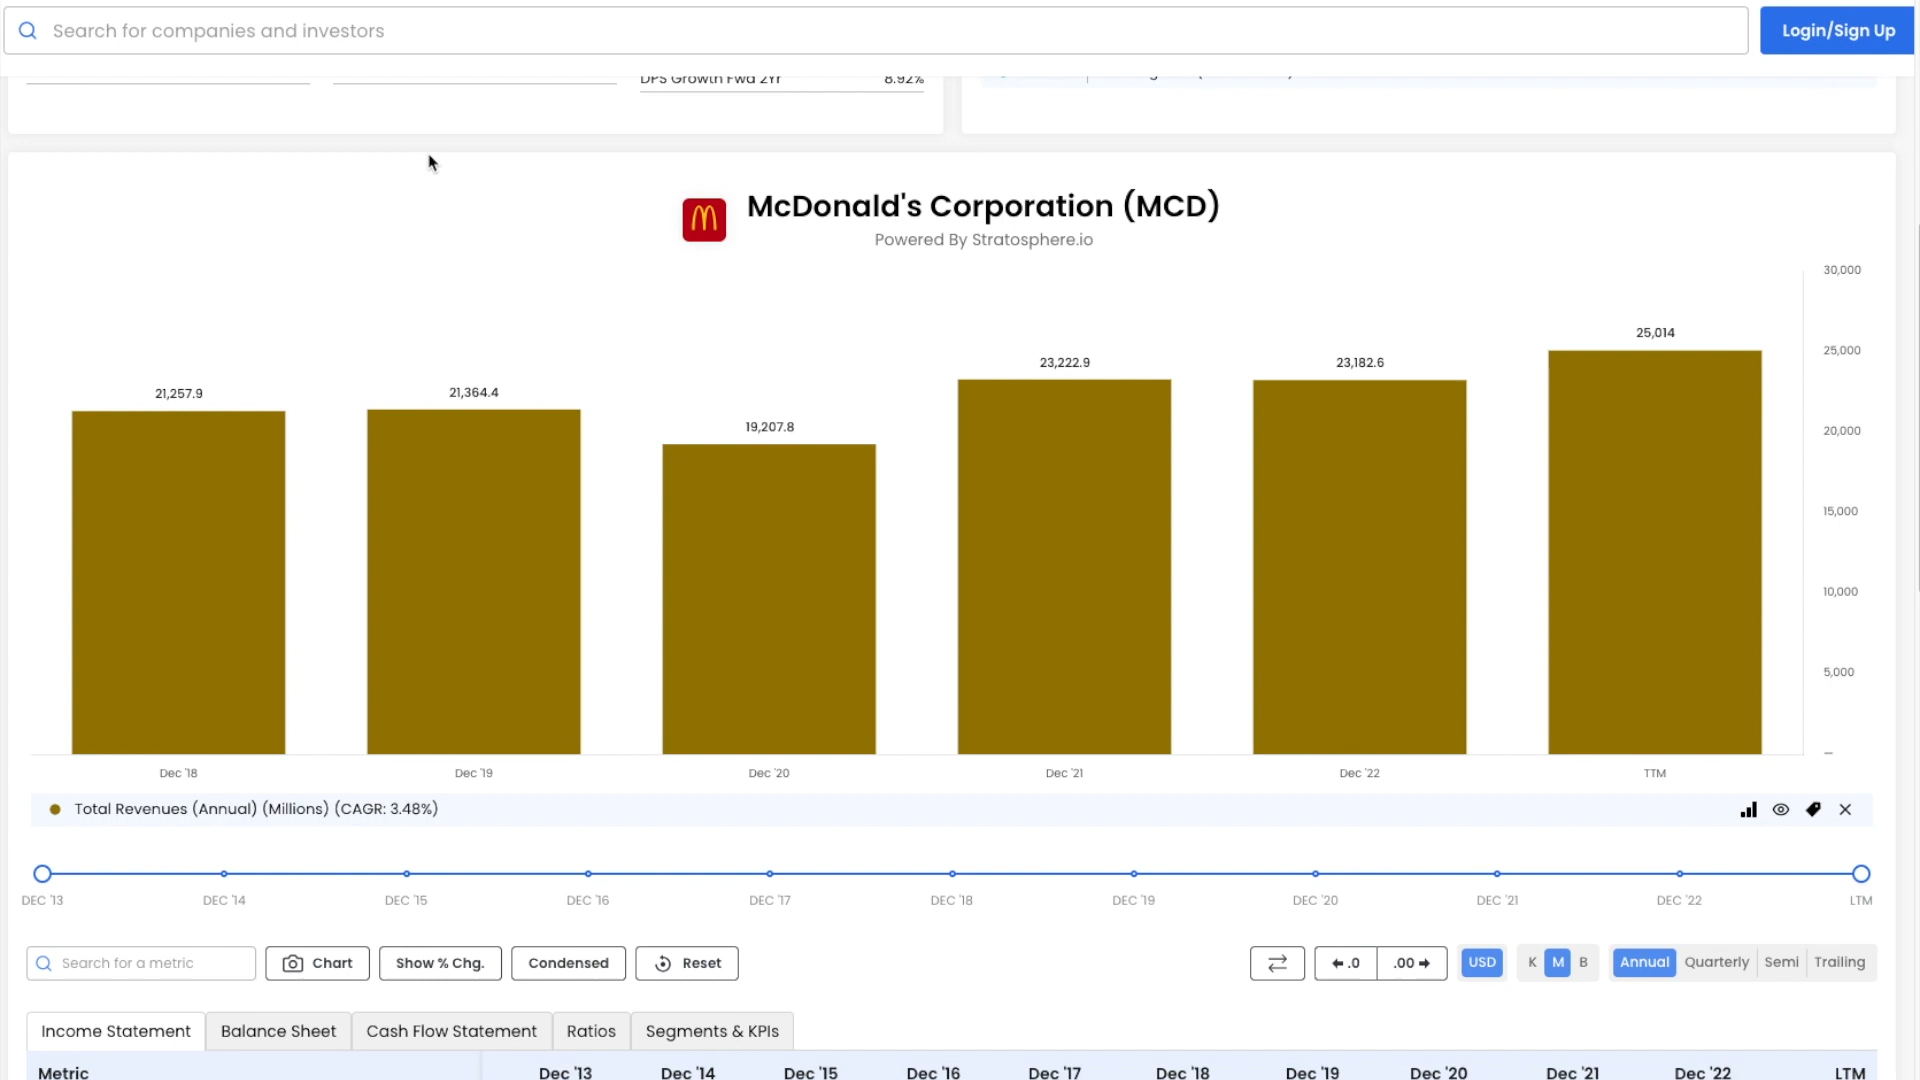 Search for companies and investors
Login/Sign Up
DPS Growth Fwd 2Yr 8.92%
McDonald's Corporation (MCD)
Powered By Stratosphere.io
30,000
25,000
20,000
15,000
10,000
5,000
21,257.9
21,364.4
19,207.8
23,222.9
23,182.6
25,014
Dec '18 Dec '19 Dec '20 Dec '21 Dec '22 TTM
Total Revenues (Annual) (Millions) (CAGR: 3.48%)
DEC '13 DEC '14 DEC '15 DEC '16 DEC '17 DEC '18 DEC '19 DEC '20 DEC '21 DEC '22 LTM
Search for a metric Chart Show % Chg. Condensed Reset .0 .00 USD K M B Annual Quarterly Semi Trailing
Income Statement Balance Sheet Cash Flow Statement Ratios Segments & KPIs
Metric Dec '13 Dec '14 Dec '15 Dec '16 Dec '17 Dec '18 Dec '19 Dec '20 Dec '21 Dec '22 LTM